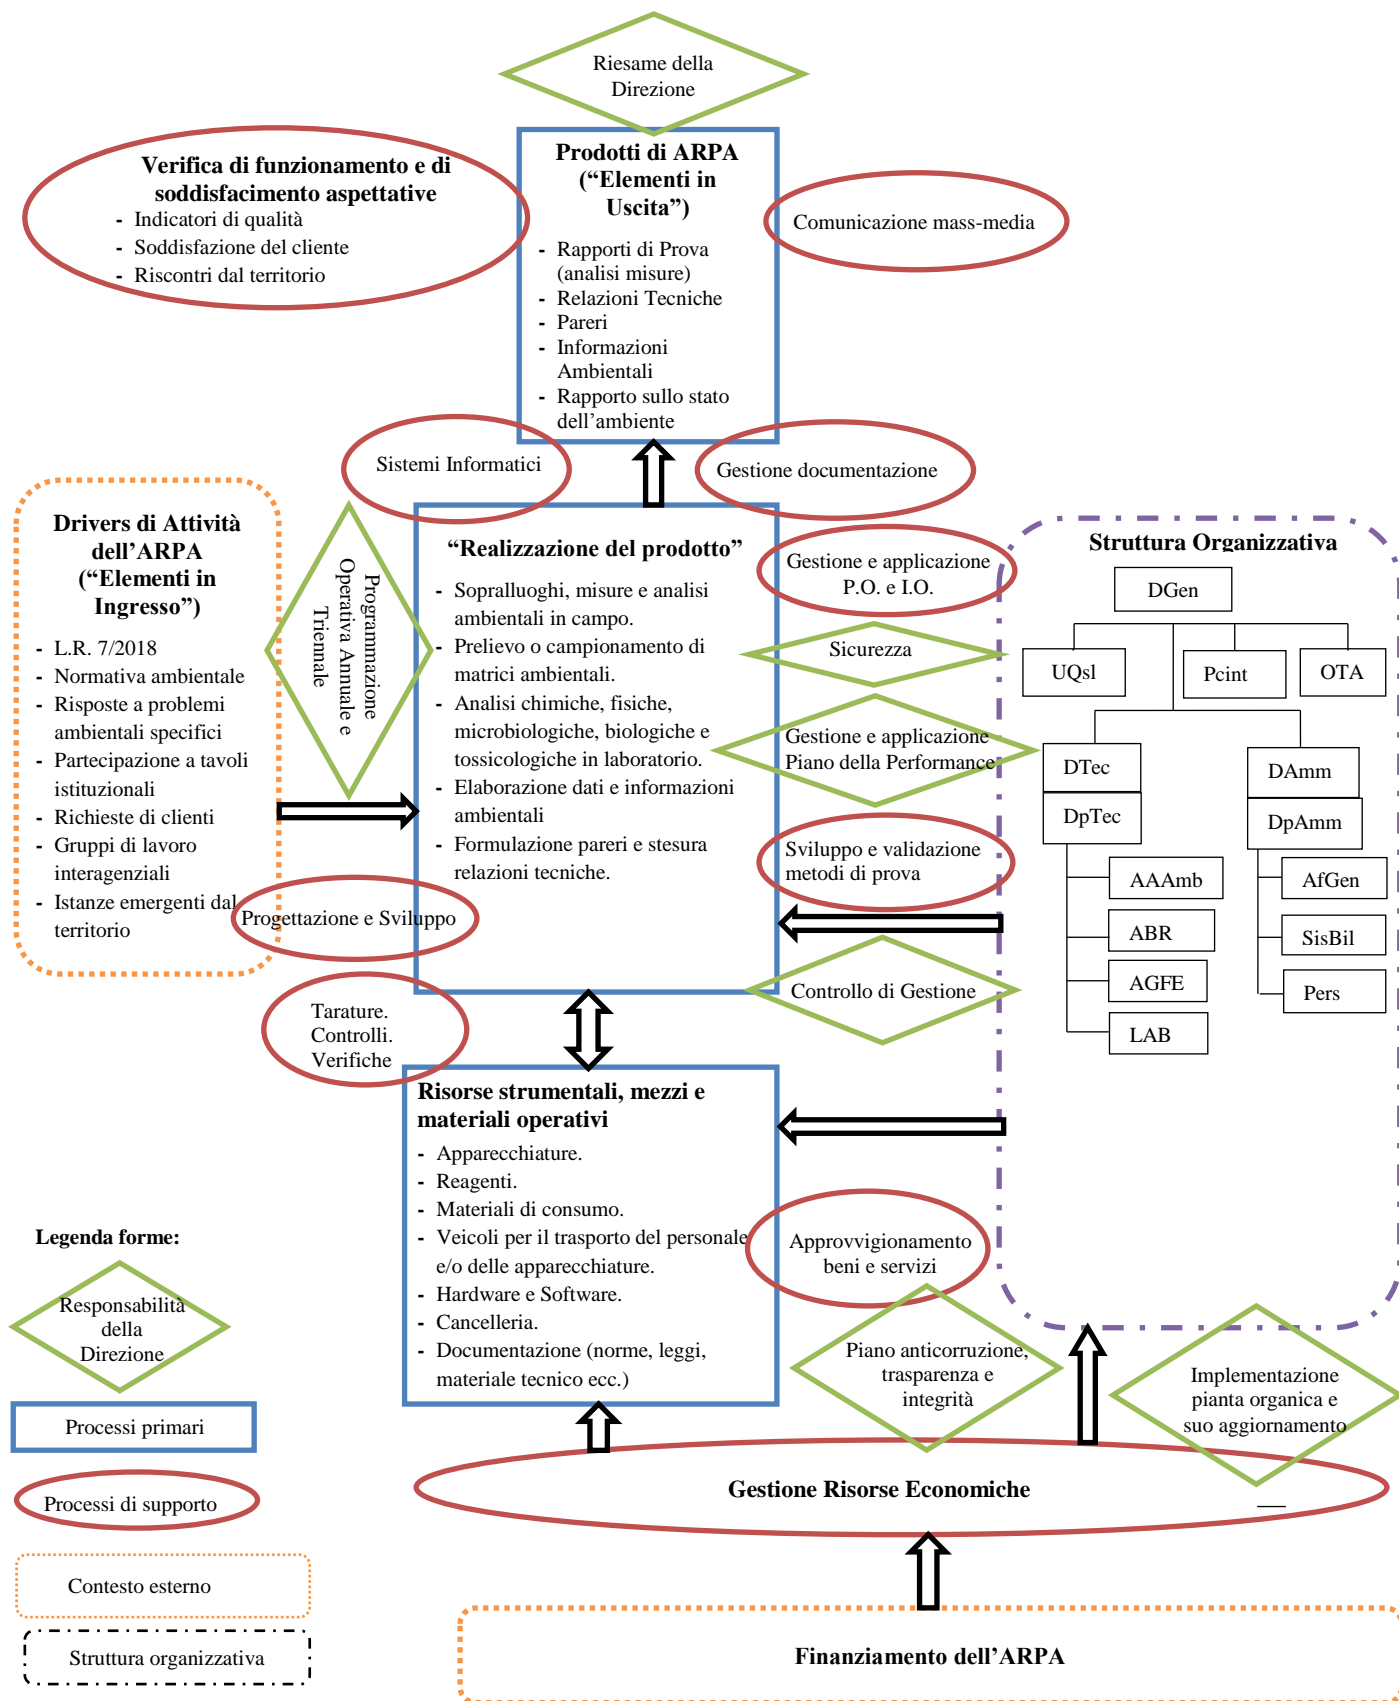 Riesame della
Direzione
Verifica di funzionamento e di
soddisfacimento aspettative
- Indicatori di qualità
- Soddisfazione del cliente
- Riscontri dal territorio
Prodotti di ARPA
(“Elementi in
Uscita”)
- Rapporti di Prova
(analisi misure)
- Relazioni Tecniche
- Pareri
- Informazioni
Ambientali
- Rapporto sullo stato
dell’ambiente
Comunicazione mass-media
Sistemi Informatici
Gestione documentazione
Drivers di Attività
dell’ARPA
(“Elementi in
Ingresso”)
- L.R. 7/2018
- Normativa ambientale
- Risposte a problemi
ambientali specifici
- Partecipazione a tavoli
istituzionali
- Richieste di clienti
- Gruppi di lavoro
interagenziali
- Istanze emergenti dal
territorio
Programmazione
Operativa Annuale e
Triennale
“Realizzazione del prodotto”
- Sopralluoghi, misure e analisi
ambientali in campo.
- Prelievo o campionamento di
matrici ambientali.
- Analisi chimiche, fisiche,
microbiologiche, biologiche e
tossicologiche in laboratorio.
- Elaborazione dati e informazioni
ambientali
- Formulazione pareri e stesura
relazioni tecniche.
Gestione e applicazione
P.O. e I.O.
Sicurezza
Gestione e applicazione
Piano della Performance
Sviluppo e validazione
metodi di prova
Controllo di Gestione
Struttura Organizzativa
DGen
UQsl
Pcint
OTA
DTec
DAmm
DpTec
DpAmm
AAAmb
AfGen
ABR
SisBil
AGFE
Pers
LAB
Progettazione e Sviluppo
Tarature.
Controlli.
Verifiche
Risorse strumentali, mezzi e
materiali operativi
- Apparecchiature.
- Reagenti.
- Materiali di consumo.
- Veicoli per il trasporto del personale
e/o delle apparecchiature.
- Hardware e Software.
- Cancelleria.
- Documentazione (norme, leggi,
materiale tecnico ecc.)
Approvvigionamento
beni e servizi
Piano anticorruzione,
trasparenza e
integrità
Implementazione
pianta organica e
suo aggiornamento
Gestione Risorse Economiche
Finanziamento dell’ARPA
Legenda forme:
Responsabilità
della
Direzione
Processi primari
Processi di supporto
Contesto esterno
Struttura organizzativa